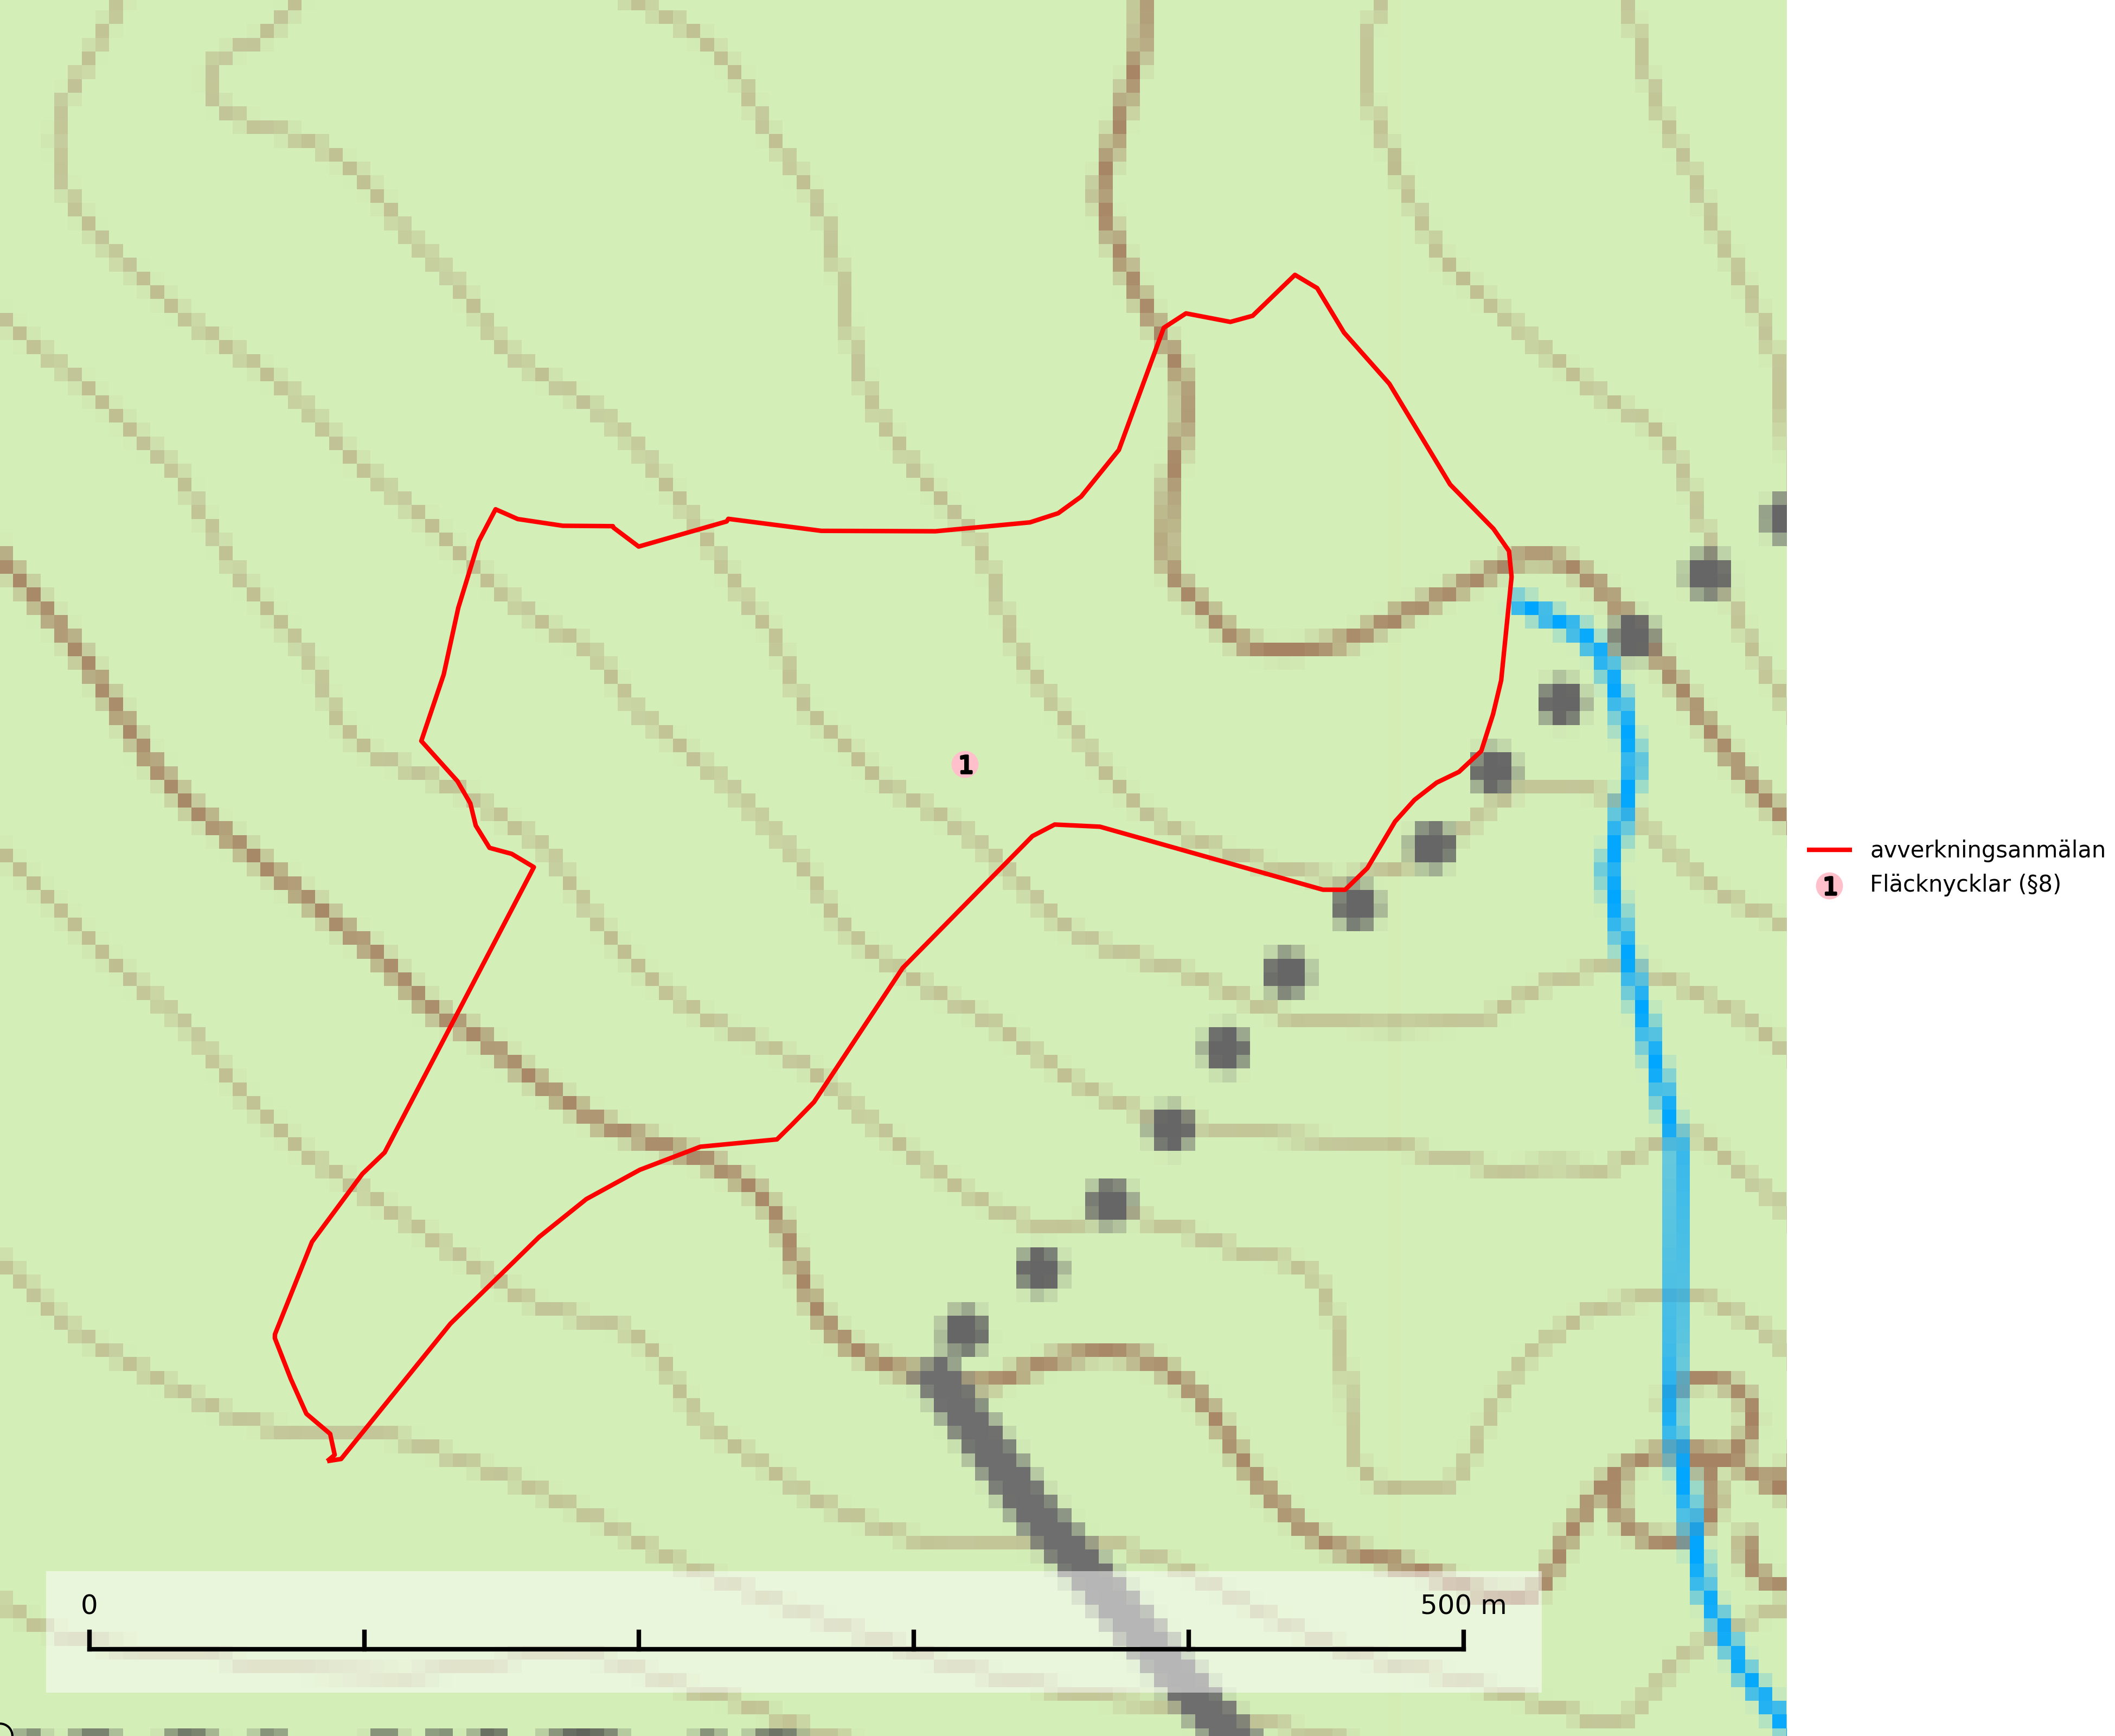 1
avverkningsanmälan
1 Fläcknycklar (§8)
0 500 m